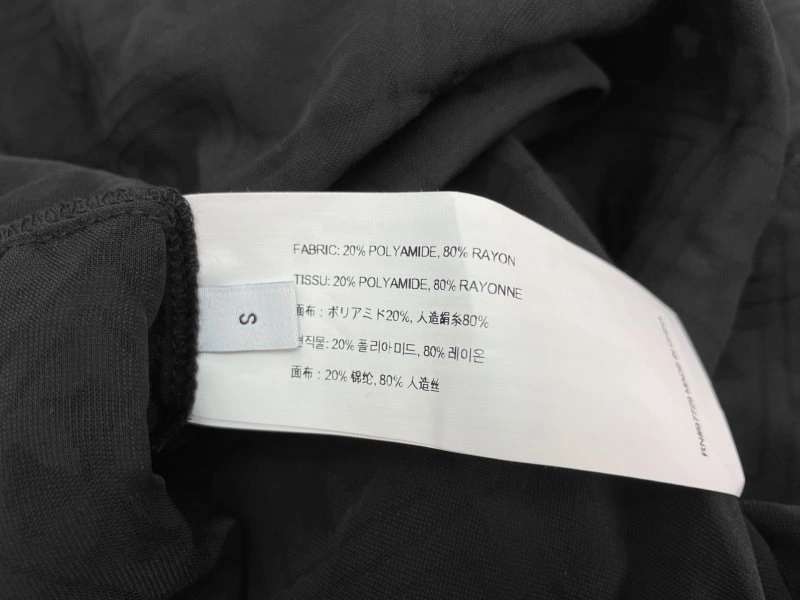 FABRIC: 20% POLYAMIDE, 80% RAYON
TISSU: 20% POLYAMIDE, 80% RAYONNE
面布：ポリアミド20%, 人造絹糸80%
직물: 20% 폴리아미드, 80% 레이온
面布：20% 锦纶, 80% 人造丝
S
MADE IN